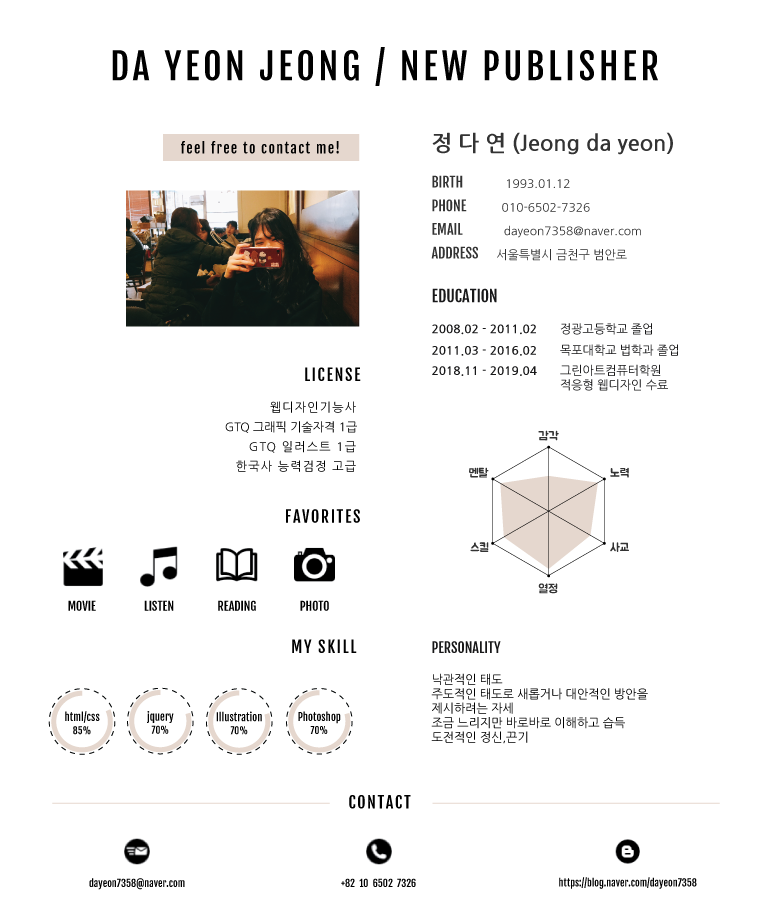 DA YEON JEONG / NEW PUBLISHER
feel free to contact me!
LICENSE
웹디자인기능사
GTQ 그래픽 기술자격 1급
GTQ 일러스트 1급
한국사 능력검정 고급
FAVORITES
MOVIE LISTEN READING PHOTO
MY SKILL
html/css 85%
jquery 70%
Illustration 70%
Photoshop 70%
정 다 연 (Jeong da yeon)
BIRTH 1993.01.12
PHONE 010-6502-7326
EMAIL dayeon7358@naver.com
ADDRESS 서울특별시 금천구 범안로
EDUCATION
2008.02 - 2011.02 정광고등학교 졸업
2011.03 - 2016.02 목포대학교 법학과 졸업
2018.11 - 2019.04 그린아트컴퓨터학원
적응형 웹디자인 수료
감각
멘탈 노력
스킬 사교
열정
PERSONALITY
낙관적인 태도
주도적인 태도로 새롭거나 대안적인 방안을
제시하려는 자세
조금 느리지만 바로바로 이해하고 습득
도전적인 정신,끈기
CONTACT
dayeon7358@naver.com
+82 10 6502 7326
https://blog.naver.com/dayeon7358